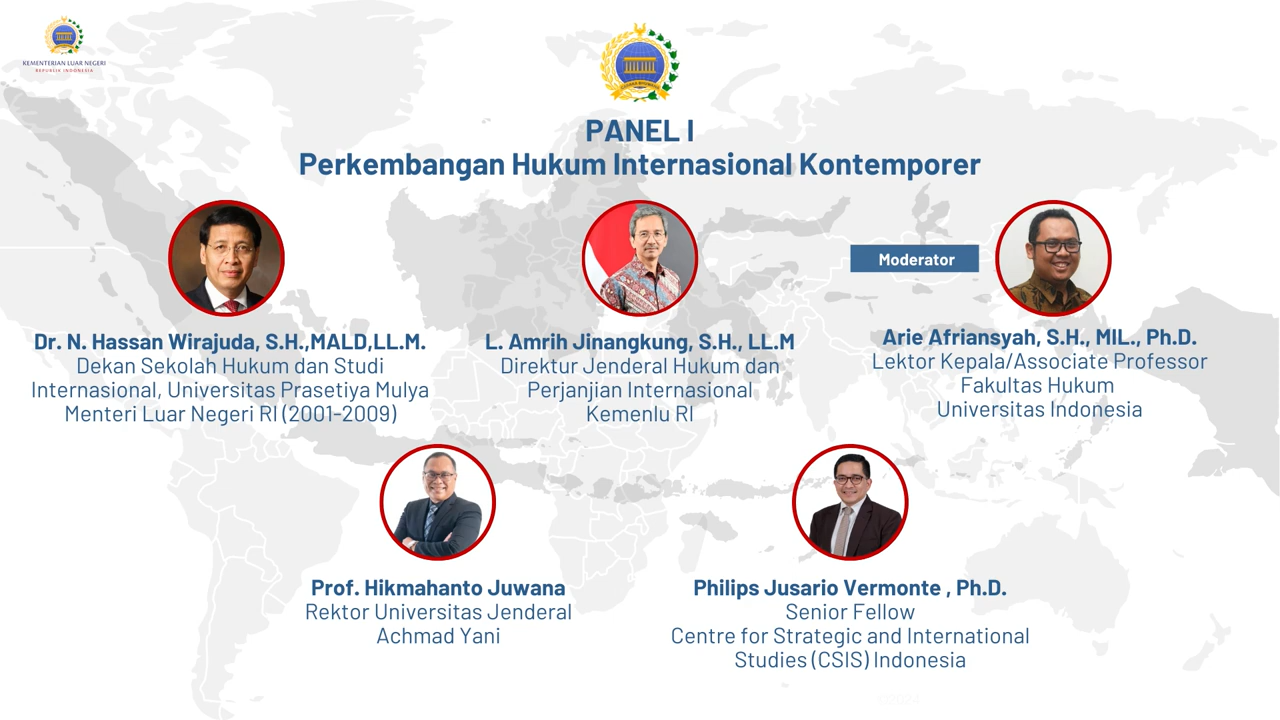 KEMENTERIAN LUAR NEGERI
REPUBLIK INDONESIA
PANEL I
Perkembangan Hukum Internasional Kontemporer
Moderator
Dr. N. Hassan Wirajuda, S.H.,MALD,LL.M.
Dekan Sekolah Hukum dan Studi
Internasional, Universitas Prasetiya Mulya
Menteri Luar Negeri RI (2001-2009)
L. Amrih Jinangkung, S.H., LL.M
Direktur Jenderal Hukum dan
Perjanjian Internasional
Kemenlu RI
Arie Afriansyah, S.H., MIL., Ph.D.
Lektor Kepala/Associate Professor
Fakultas Hukum
Universitas Indonesia
Prof. Hikmahanto Juwana
Rektor Universitas Jenderal
Achmad Yani
Philips Jusario Vermonte , Ph.D.
Senior Fellow
Centre for Strategic and International
Studies (CSIS) Indonesia